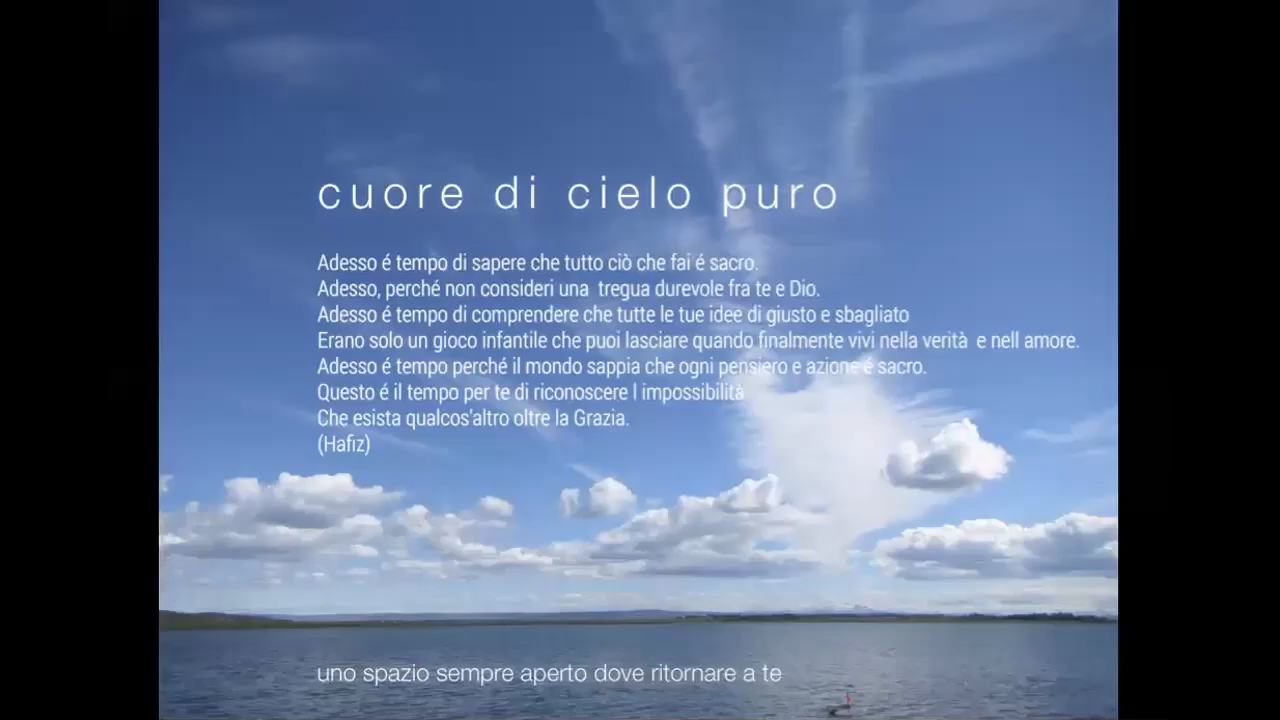 cuore di cielo puro
Adesso é tempo di sapere che tutto ciò che fai é sacro.
Adesso, perché non consideri una  tregua durevole fra te e Dio.
Adesso é tempo di comprendere che tutte le tue idee di giusto e sbagliato
Erano solo un gioco infantile che puoi lasciare quando finalmente vivi nella verità  e nell amore.
Adesso é tempo perché il mondo sappia che ogni pensiero e azione é sacro.
Questo é il tempo per te di riconoscere l impossibilità
Che esista qualcos'altro oltre la Grazia.
(Hafiz)
uno spazio sempre aperto dove ritornare a te